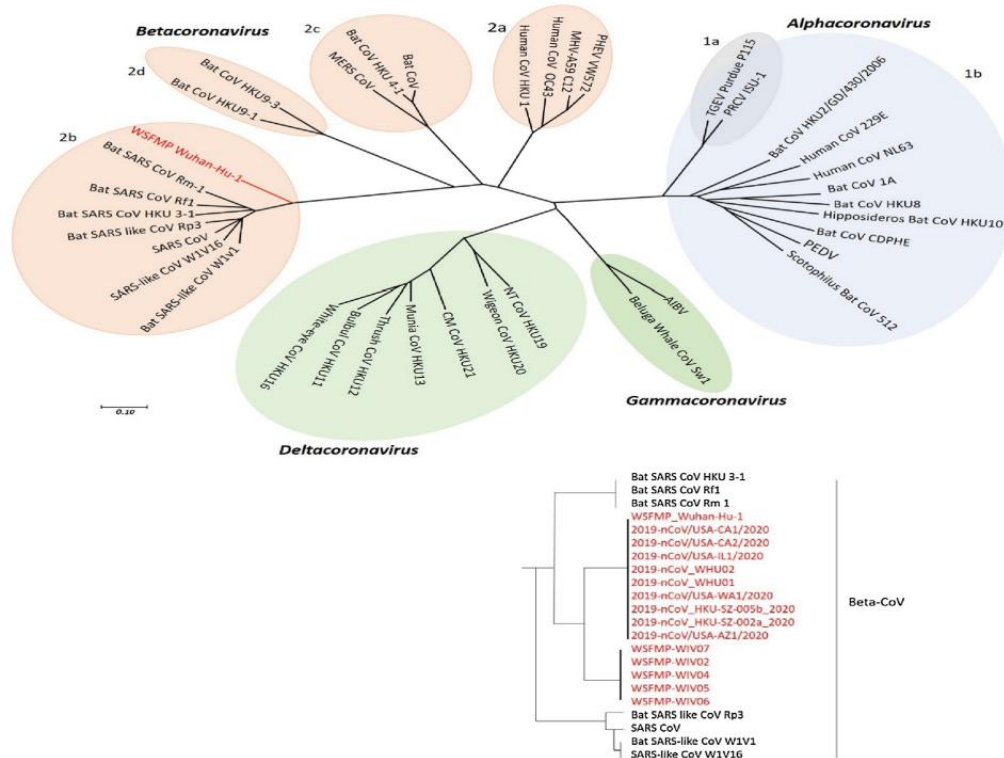 Betacoronavirus
2d
Bat CoV HKU9-3
Bat CoV HKU9-1
2c
MERS CoV
Bat CoV HKU 4-1
Bat CoV
2a
Human CoV HKU 1
Human CoV OC43
MHV-A59 C12
PHEV VW572
Alphacoronavirus
1a
TGEV Purdue P115
PRCV ISU-1
1b
Bat CoV HKU2/GD/430/2006
Human CoV 229E
Human CoV NL63
Bat CoV 1A
Bat CoV HKU8
Hipposideros Bat CoV HKU10
Bat CoV CDPHE
PEDV
Scotophilus Bat CoV 512
2b
WSFMP Wuhan-Hu-1
Bat SARS CoV Rm-1
Bat SARS CoV Rf1
Bat SARS CoV HKU 3-1
Bat SARS like CoV Rp3
SARS CoV
SARS-like CoV W1V16
Bat SARS-like CoV W1v1
White-eye CoV HKU16
Bulbul CoV HKU11
Thrush CoV HKU12
Munia CoV HKU13
CM CoV HKU21
Wigeon CoV HKU20
NT CoV HKU19
Deltacoronavirus
AIBV
Beluga Whale CoV Sw1
Gammacoronavirus
0.10
Bat SARS CoV HKU 3-1
Bat SARS CoV Rf1
Bat SARS CoV Rm 1
WSFMP_Wuhan-Hu-1
2019-nCoV/USA-CA1/2020
2019-nCoV/USA-CA2/2020
2019-nCoV/USA-IL1/2020
2019-nCoV_WHU02
2019-nCoV_WHU01
2019-nCoV/USA-WA1/2020
2019-nCoV_HKU-SZ-005b_2020
2019-nCoV_HKU-SZ-002a_2020
2019-nCoV/USA-AZ1/2020
WSFMP-WIV07
WSFMP-WIV02
WSFMP-WIV04
WSFMP-WIV05
WSFMP-WIV06
Bat SARS like CoV Rp3
SARS CoV
Bat SARS-like CoV W1V1
SARS-like CoV W1V16
Beta-CoV